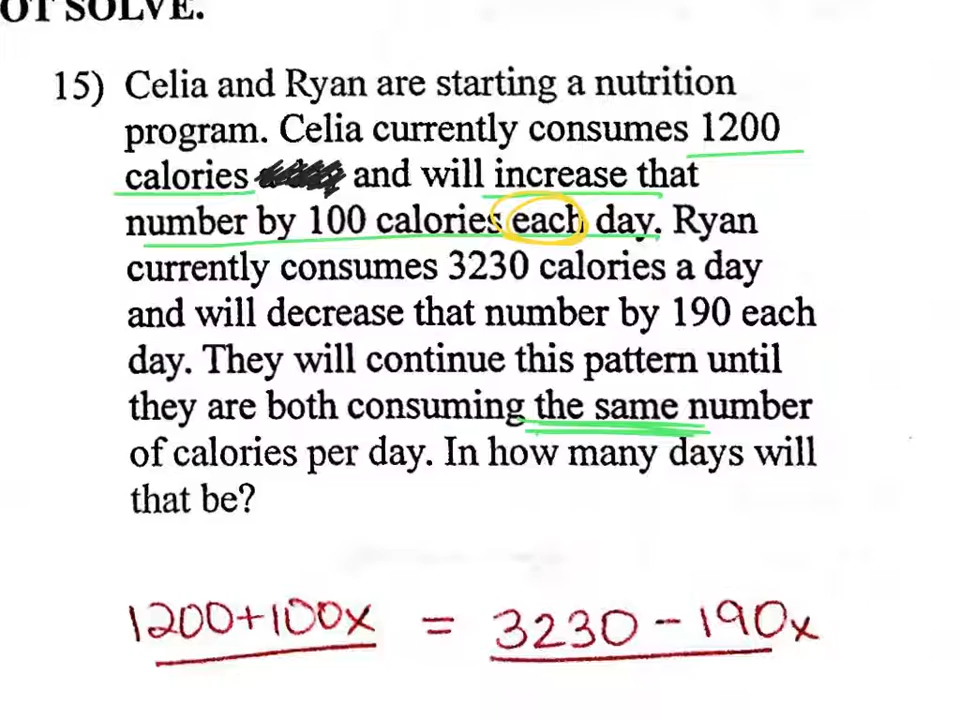 OT SOLVE.
15) Celia and Ryan are starting a nutrition
program. Celia currently consumes 1200
calories and will increase that
number by 100 calories each day. Ryan
currently consumes 3230 calories a day
and will decrease that number by 190 each
day. They will continue this pattern until
they are both consuming the same number
of calories per day. In how many days will
that be?
1200+100x = 3230-190x